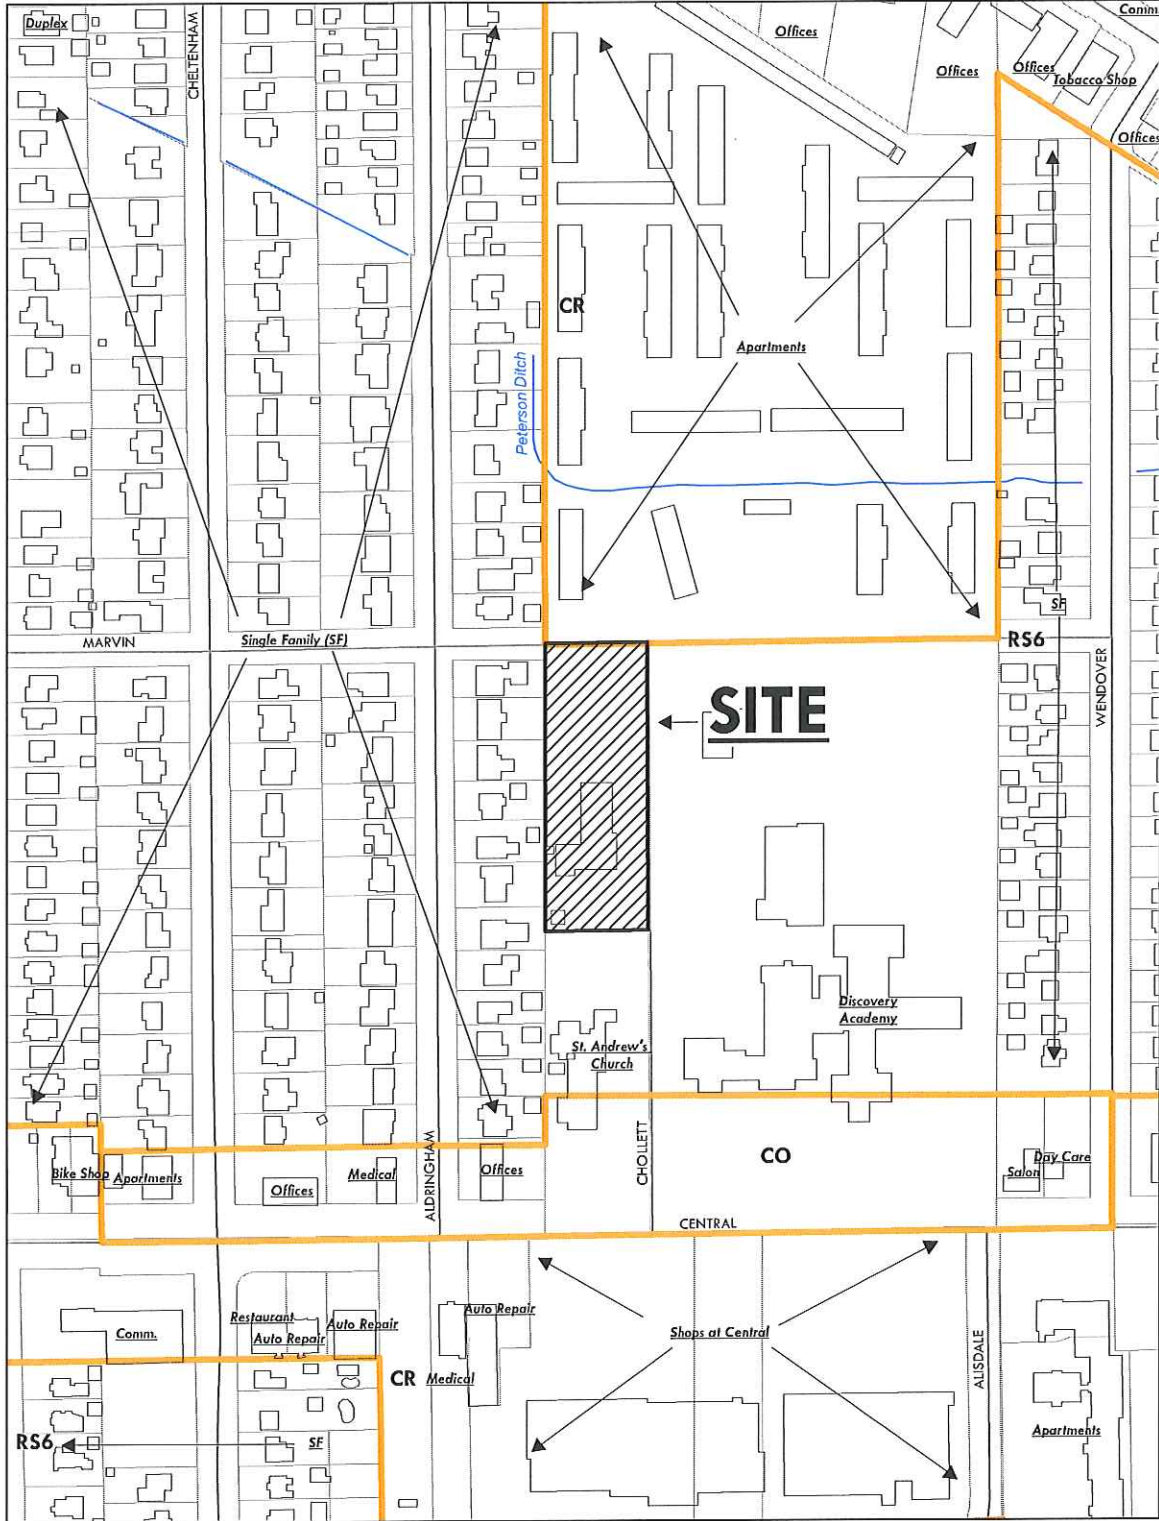 Duplex
CHELTENHAM
Offices
Comm
Offices
Offices
Tobacco Shop
Offices
CR
Apartments
Peterson Ditch
SF
MARVIN
Single Family (SF)
RS6
WENDOVER
SITE
Discovery
Academy
St. Andrew's
Church
ALDRINGHAM
CHOLLETT
CO
Bike Shop
Apartments
Offices
Medical
Offices
Salon
Day Care
CENTRAL
Comm.
Restaurant
Auto Repair
Auto Repair
Auto Repair
Shops at Central
CR
Medical
ALISDALE
RS6
SF
Apartments